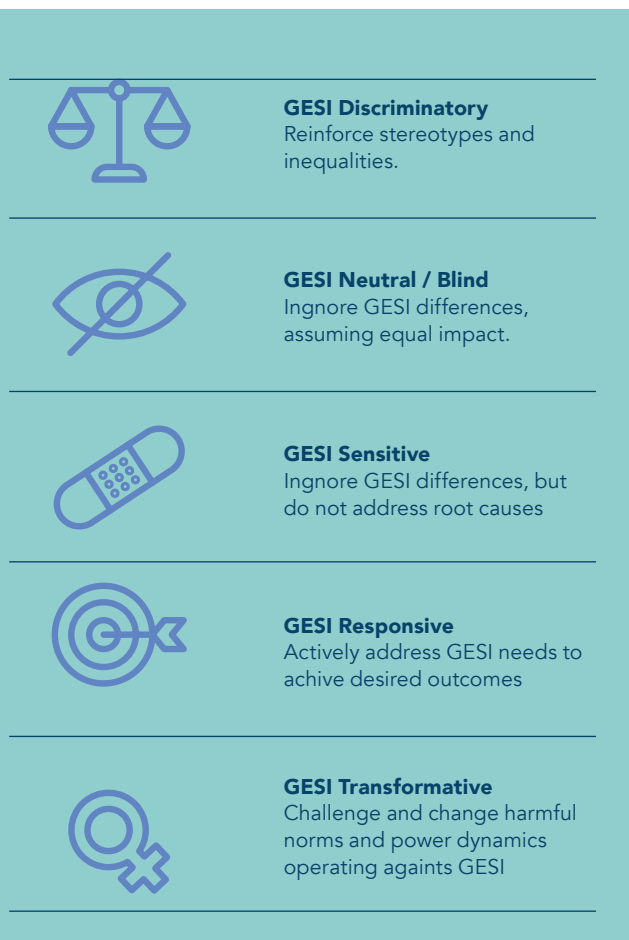 GESI Discriminatory
Reinforce stereotypes and
inequalities.
GESI Neutral / Blind
Ingnore GESI differences,
assuming equal impact.
GESI Sensitive
Ingnore GESI differences, but
do not address root causes
GESI Responsive
Actively address GESI needs to
achive desired outcomes
GESI Transformative
Challenge and change harmful
norms and power dynamics
operating againts GESI